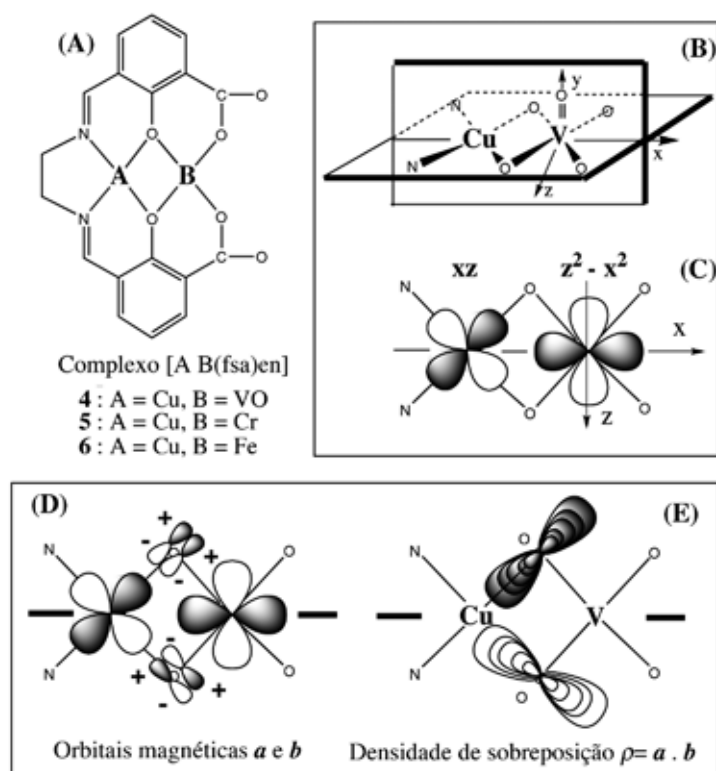 (A)
N
N
O
O
A
B
C
O
O
O
C
O
Complexo [A B(fsa)en]
4 : A = Cu, B = VO
5 : A = Cu, B = Cr
6 : A = Cu, B = Fe
(B)
y
N
O
O
O
Cu
V
x
N
O
O
z
(C)
xz
z² - x²
N
O
O
x
N
O
O
z
(D)
N
+
-
+
-
O
N
-
+
+
-
O
Orbitais magnéticas a e b
(E)
N
O
O
Cu
V
N
O
O
Densidade de sobreposição ρ= a . b